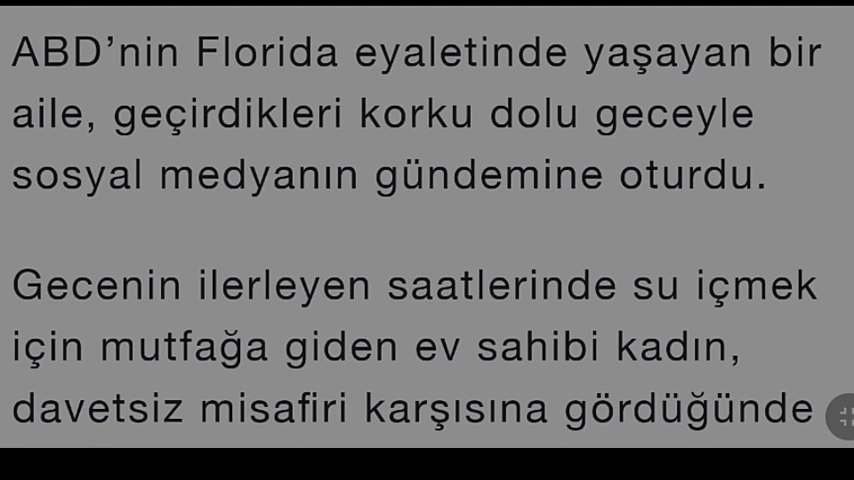 ABD’nin Florida eyaletinde yaşayan bir
aile, geçirdikleri korku dolu geceyle
sosyal medyanın gündemine oturdu.
Gecenin ilerleyen saatlerinde su içmek
için mutfağa giden ev sahibi kadın,
davetsiz misafiri karşısına gördüğünde